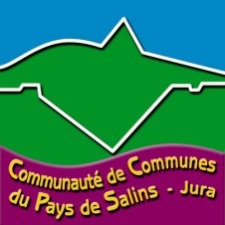 Communauté de Communes
du Pays de Salins - Jura